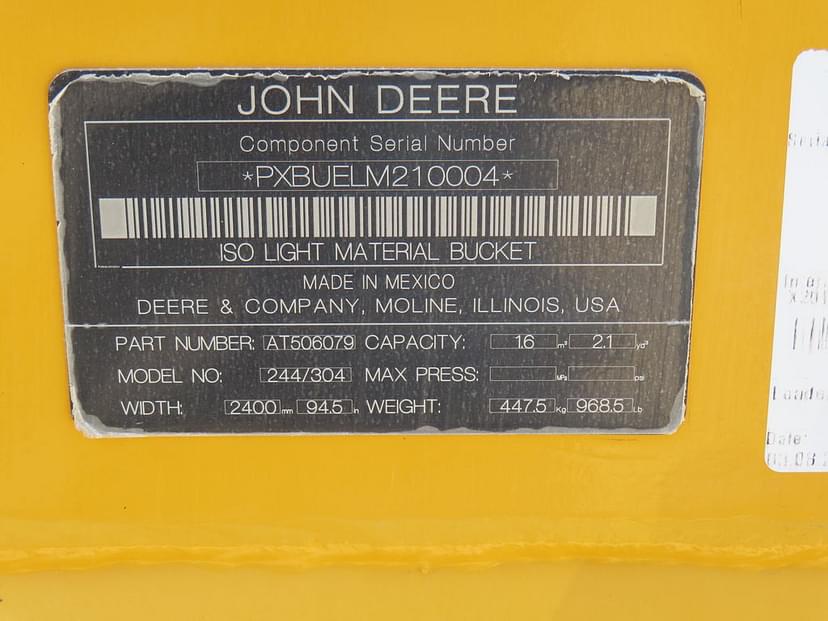 JOHN DEERE
Component Serial Number
*PXBUELM210004*
ISO LIGHT MATERIAL BUCKET
MADE IN MEXICO
DEERE & COMPANY, MOLINE, ILLINOIS, USA
PART NUMBER: AT506079 CAPACITY: 1.6 m³ 2.1 yd³
MODEL NO: 244/304 MAX PRESS: MPa psi
WIDTH: 2400 mm 94.5 in WEIGHT: 447.5 Kg 968.5 Lb
Date: